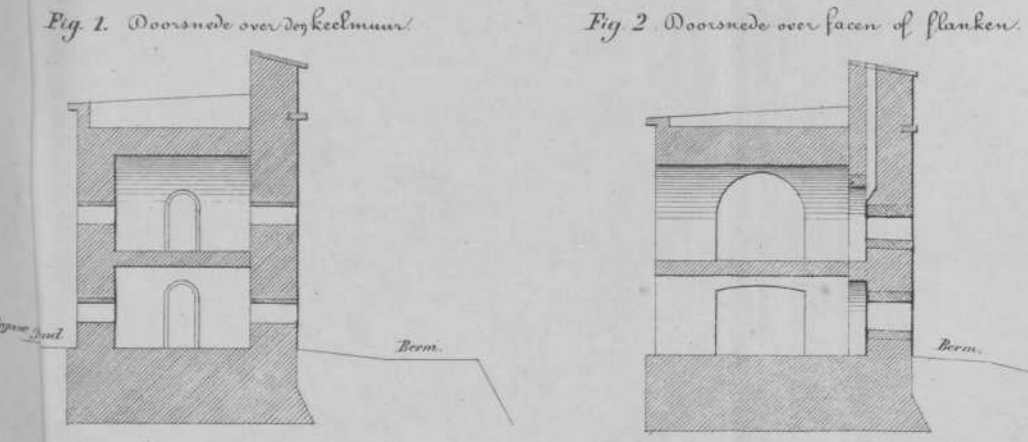 Fig. 1. Doorsnede over den keelmuur.
Fig. 2. Doorsnede over facen of flanken.
Berm.
Berm.